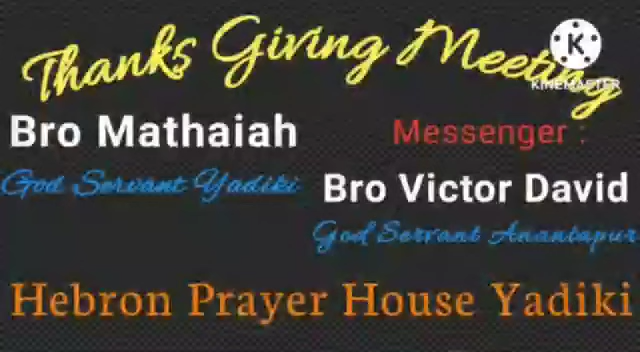 Thanks Giving Meeting
KINEMASTER
Bro Mathaiah
Messenger :
God Servant Yadiki
Bro Victor David
God Servant Anantapur
Hebron Prayer House Yadiki